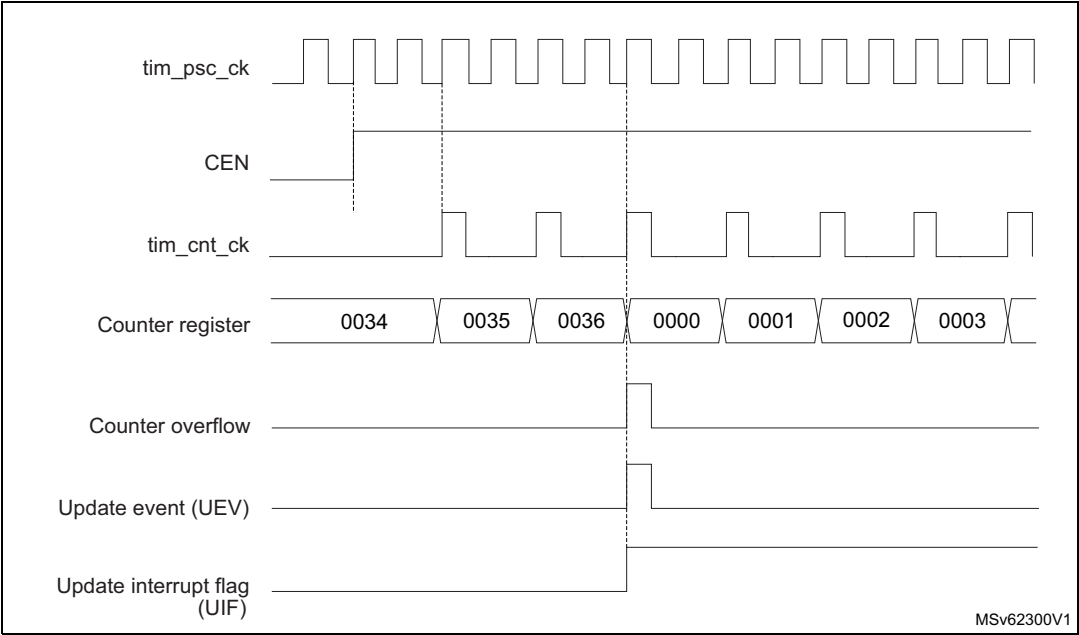 tim_psc_ck
CEN
tim_cnt_ck
Counter register 0034 0035 0036 0000 0001 0002 0003
Counter overflow
Update event (UEV)
Update interrupt flag
(UIF)
MSv62300V1